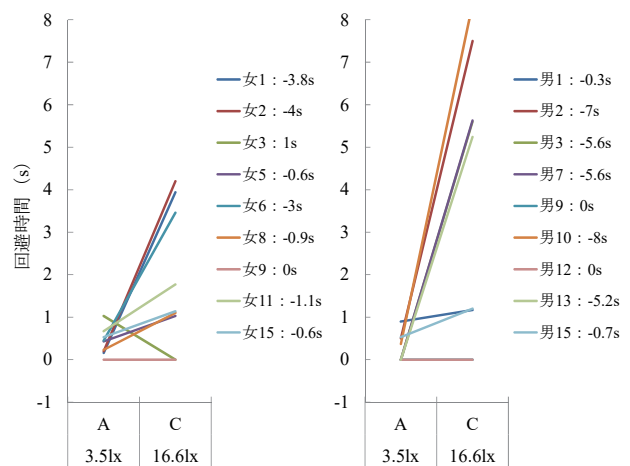 回避時間（s）
8
7
6
5
4
3
2
1
0
-1
女1：-3.8s
女2：-4s
女3：1s
女5：-0.6s
女6：-3s
女8：-0.9s
女9：0s
女11：-1.1s
女15：-0.6s
A C
3.5lx 16.6lx
8
7
6
5
4
3
2
1
0
-1
男1：-0.3s
男2：-7s
男3：-5.6s
男7：-5.6s
男9：0s
男10：-8s
男12：0s
男13：-5.2s
男15：-0.7s
A C
3.5lx 16.6lx